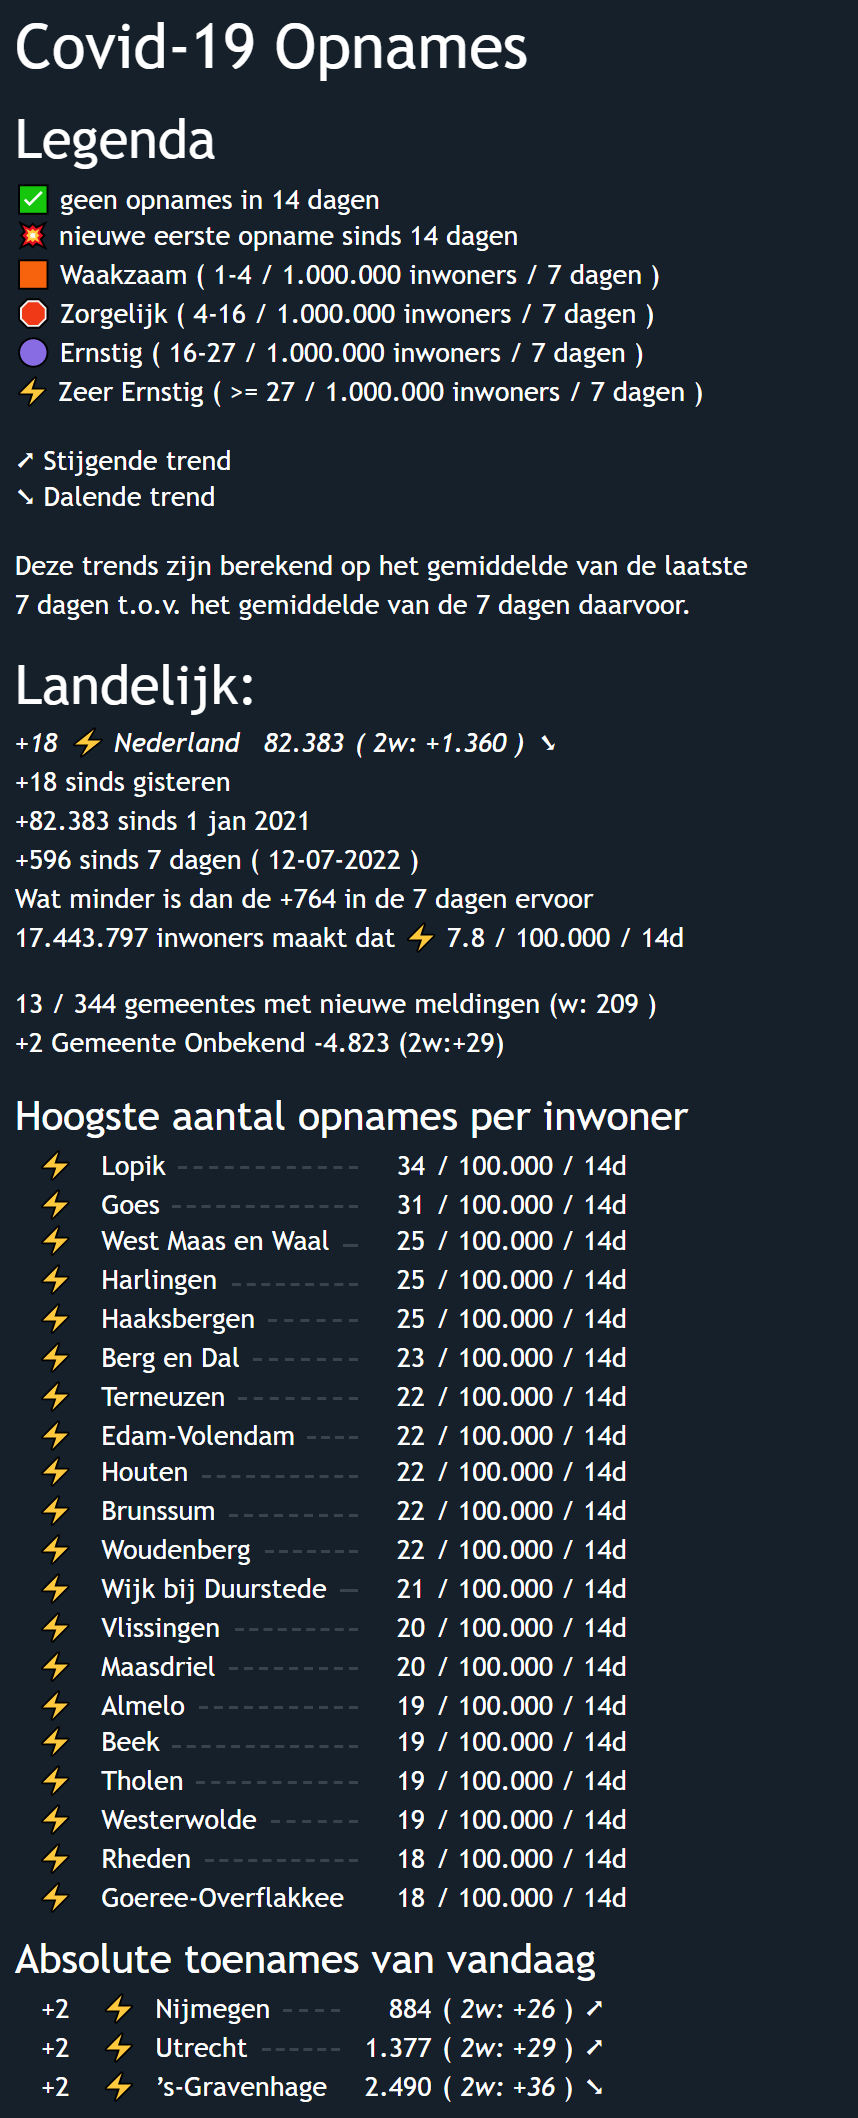 Covid-19 Opnames
Legenda
✅ geen opnames in 14 dagen
💥 nieuwe eerste opname sinds 14 dagen
🟧 Waakzaam ( 1-4 / 1.000.000 inwoners / 7 dagen )
🛑 Zorgelijk ( 4-16 / 1.000.000 inwoners / 7 dagen )
🟣 Ernstig ( 16-27 / 1.000.000 inwoners / 7 dagen )
⚡ Zeer Ernstig ( >= 27 / 1.000.000 inwoners / 7 dagen )
➚ Stijgende trend
➘ Dalende trend
Deze trends zijn berekend op het gemiddelde van de laatste
7 dagen t.o.v. het gemiddelde van de 7 dagen daarvoor.
Landelijk:
+18 ⚡ Nederland 82.383 ( 2w: +1.360 ) ➘
+18 sinds gisteren
+82.383 sinds 1 jan 2021
+596 sinds 7 dagen ( 12-07-2022 )
Wat minder is dan de +764 in de 7 dagen ervoor
17.443.797 inwoners maakt dat ⚡ 7.8 / 100.000 / 14d
13 / 344 gemeentes met nieuwe meldingen (w: 209 )
+2 Gemeente Onbekend -4.823 (2w:+29)
Hoogste aantal opnames per inwoner
⚡ Lopik ------------ 34 / 100.000 / 14d
⚡ Goes ------------- 31 / 100.000 / 14d
⚡ West Maas en Waal - 25 / 100.000 / 14d
⚡ Harlingen --------- 25 / 100.000 / 14d
⚡ Haaksbergen ------ 25 / 100.000 / 14d
⚡ Berg en Dal ------- 23 / 100.000 / 14d
⚡ Terneuzen -------- 22 / 100.000 / 14d
⚡ Edam-Volendam ---- 22 / 100.000 / 14d
⚡ Houten ----------- 22 / 100.000 / 14d
⚡ Brunssum --------- 22 / 100.000 / 14d
⚡ Woudenberg ------- 22 / 100.000 / 14d
⚡ Wijk bij Duurstede - 21 / 100.000 / 14d
⚡ Vlissingen --------- 20 / 100.000 / 14d
⚡ Maasdriel --------- 20 / 100.000 / 14d
⚡ Almelo ----------- 19 / 100.000 / 14d
⚡ Beek ------------- 19 / 100.000 / 14d
⚡ Tholen ----------- 19 / 100.000 / 14d
⚡ Westerwolde ------ 19 / 100.000 / 14d
⚡ Rheden ----------- 18 / 100.000 / 14d
⚡ Goeree-Overflakkee 18 / 100.000 / 14d
Absolute toenames van vandaag
+2 ⚡ Nijmegen ---- 884 ( 2w: +26 ) ➚
+2 ⚡ Utrecht ------ 1.377 ( 2w: +29 ) ➚
+2 ⚡ ’s-Gravenhage 2.490 ( 2w: +36 ) ➘